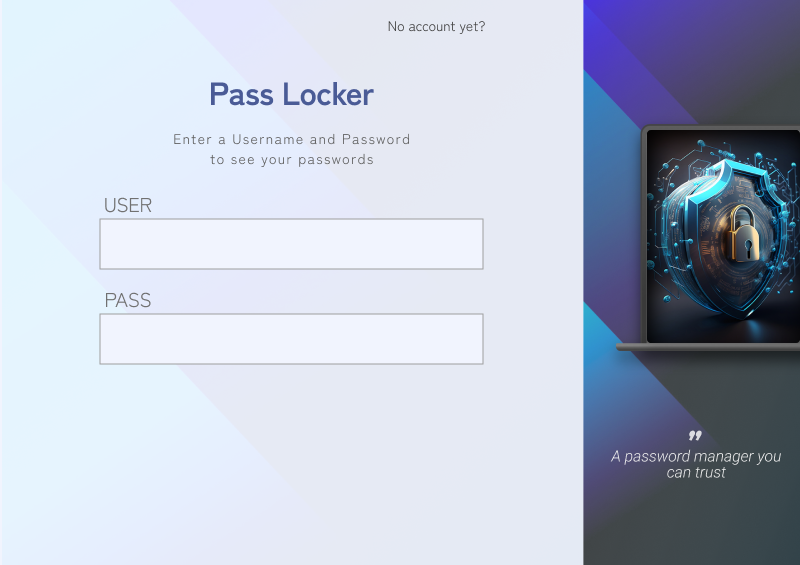 No account yet?
Pass Locker
Enter a Username and Password
to see your passwords
USER
PASS
”
A password manager you
can trust